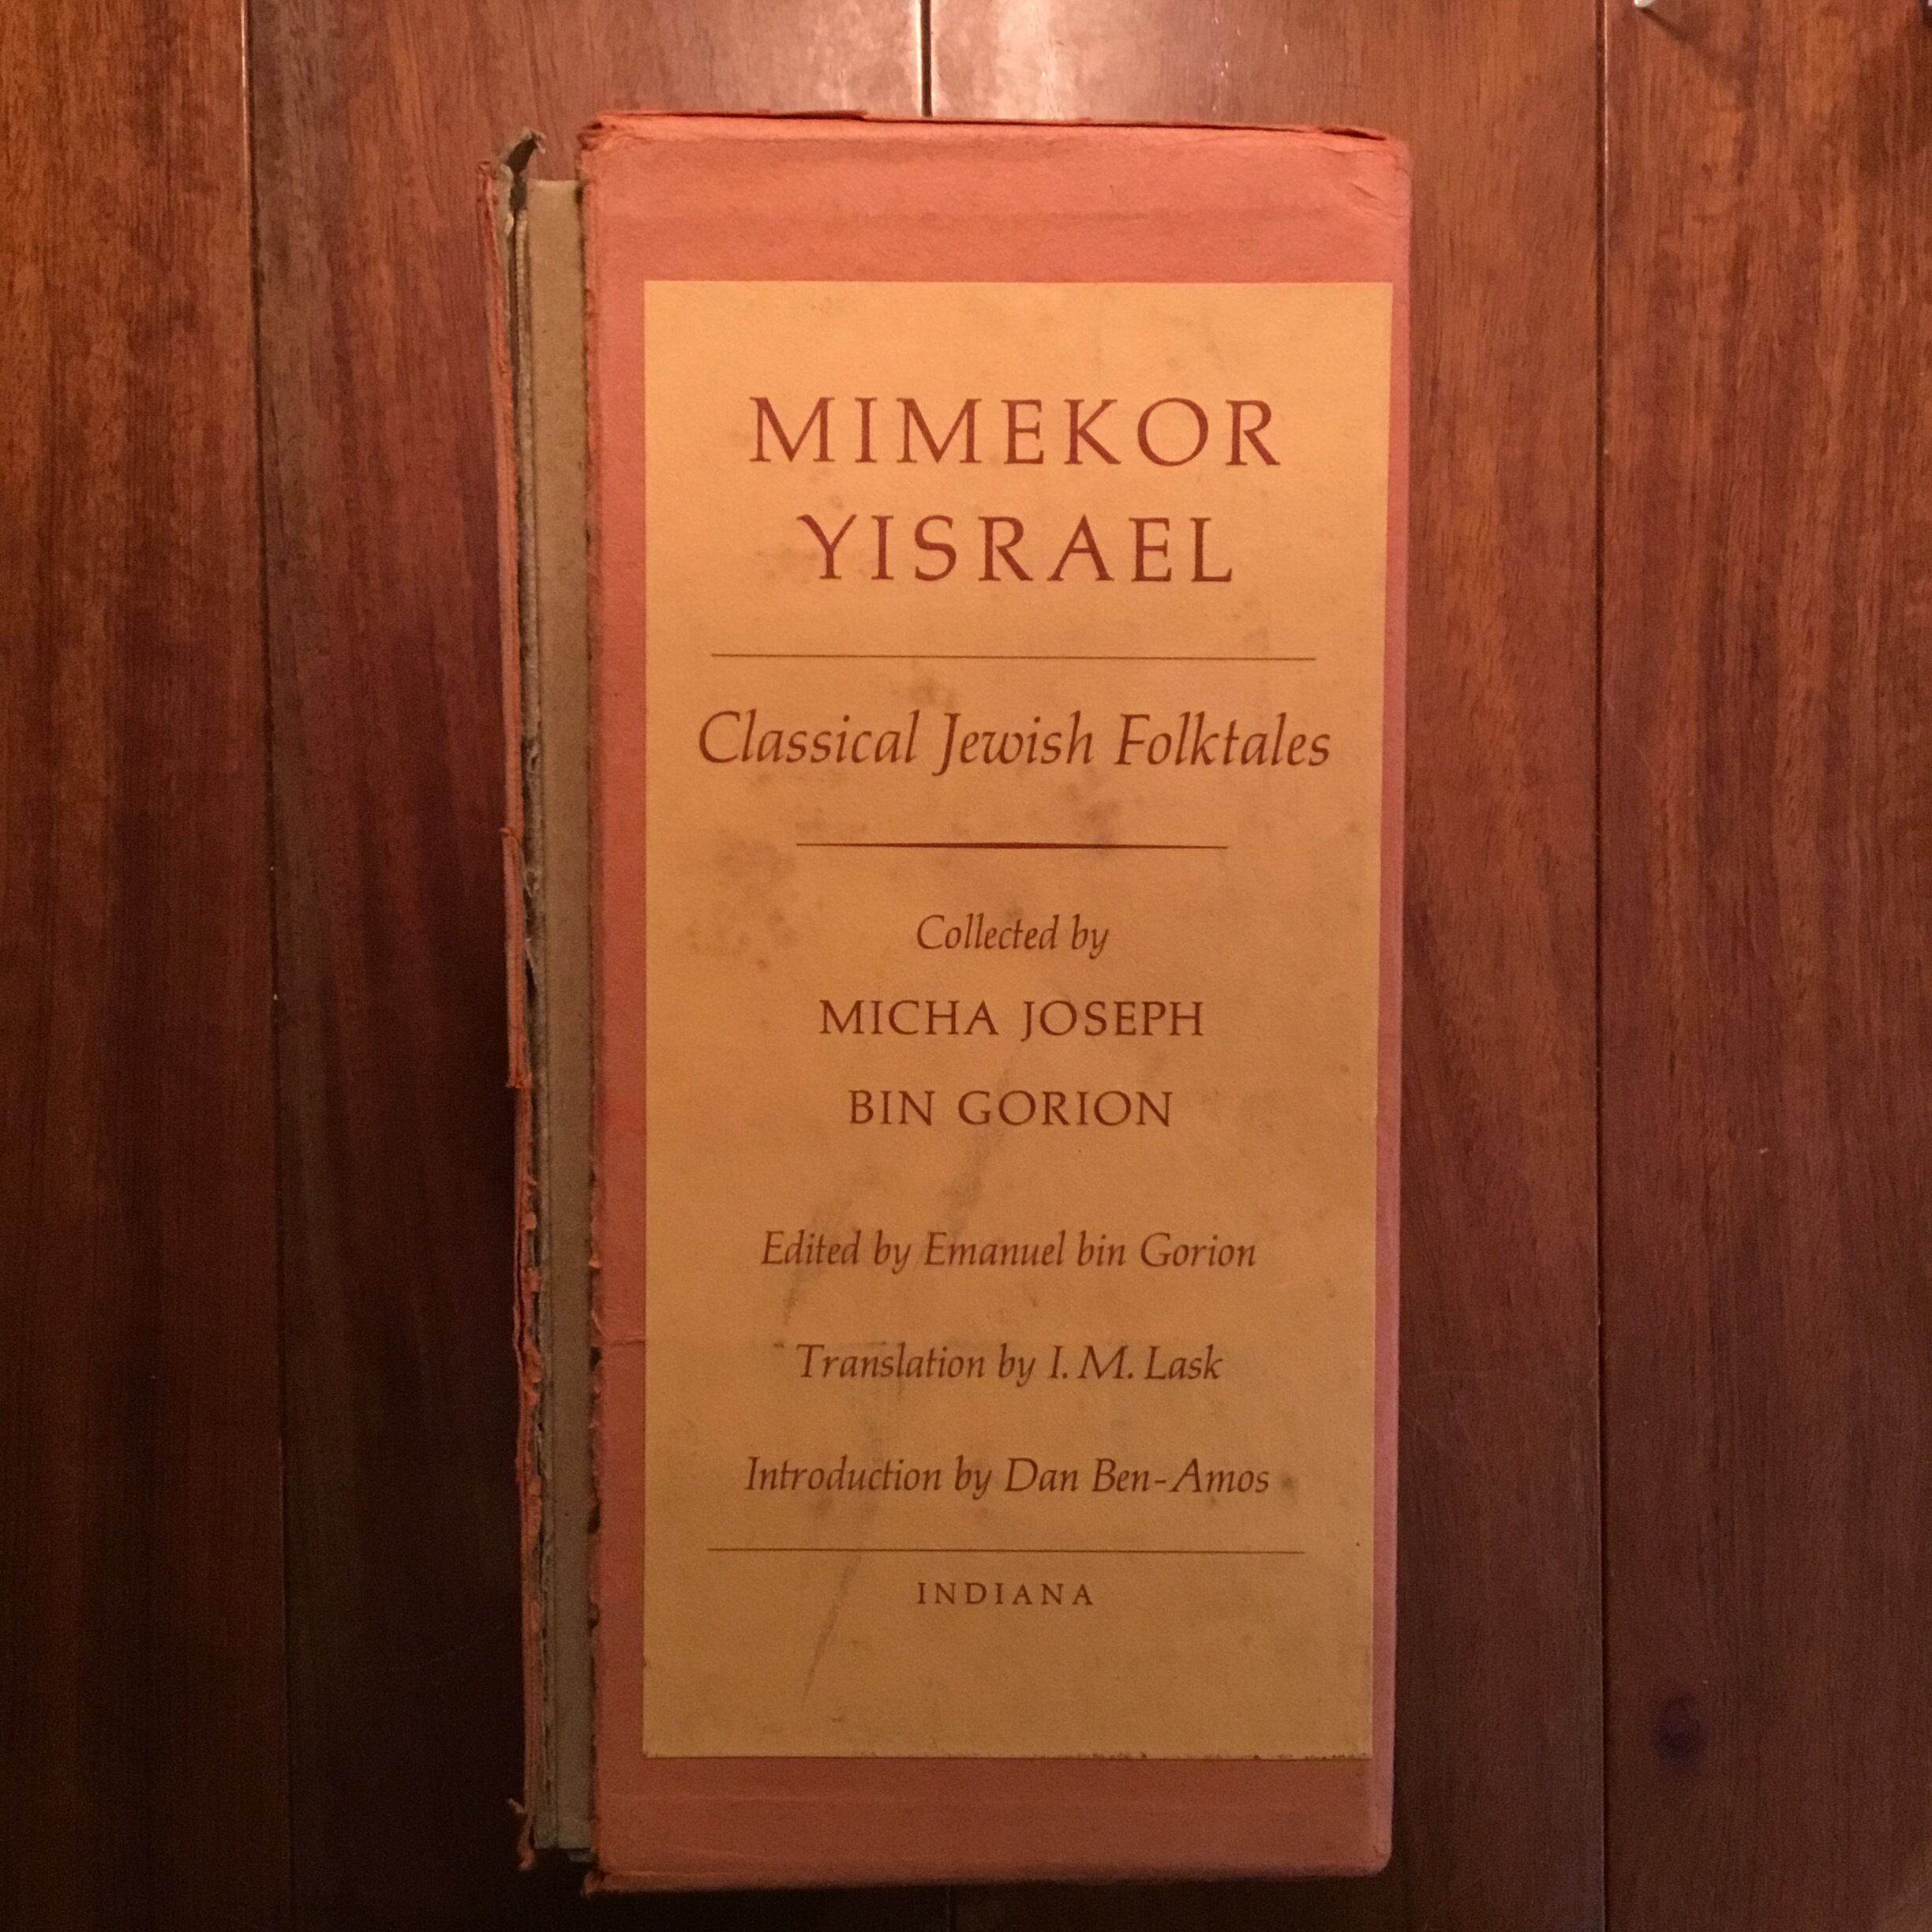 MIMEKOR
YISRAEL
Classical Jewish Folktales
Collected by
MICHA JOSEPH
BIN GORION
Edited by Emanuel bin Gorion
Translation by I. M. Lask
Introduction by Dan Ben-Amos
INDIANA